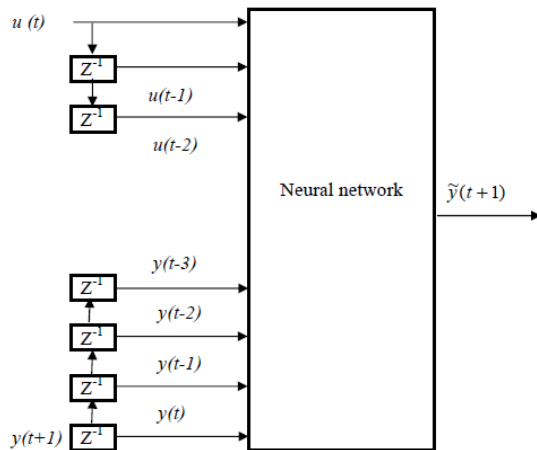 u (t)
Z⁻¹
u(t-1)
Z⁻¹
u(t-2)
Neural network
ỹ(t+1)
y(t-3)
Z⁻¹
y(t-2)
Z⁻¹
y(t-1)
Z⁻¹
y(t)
y(t+1) Z⁻¹